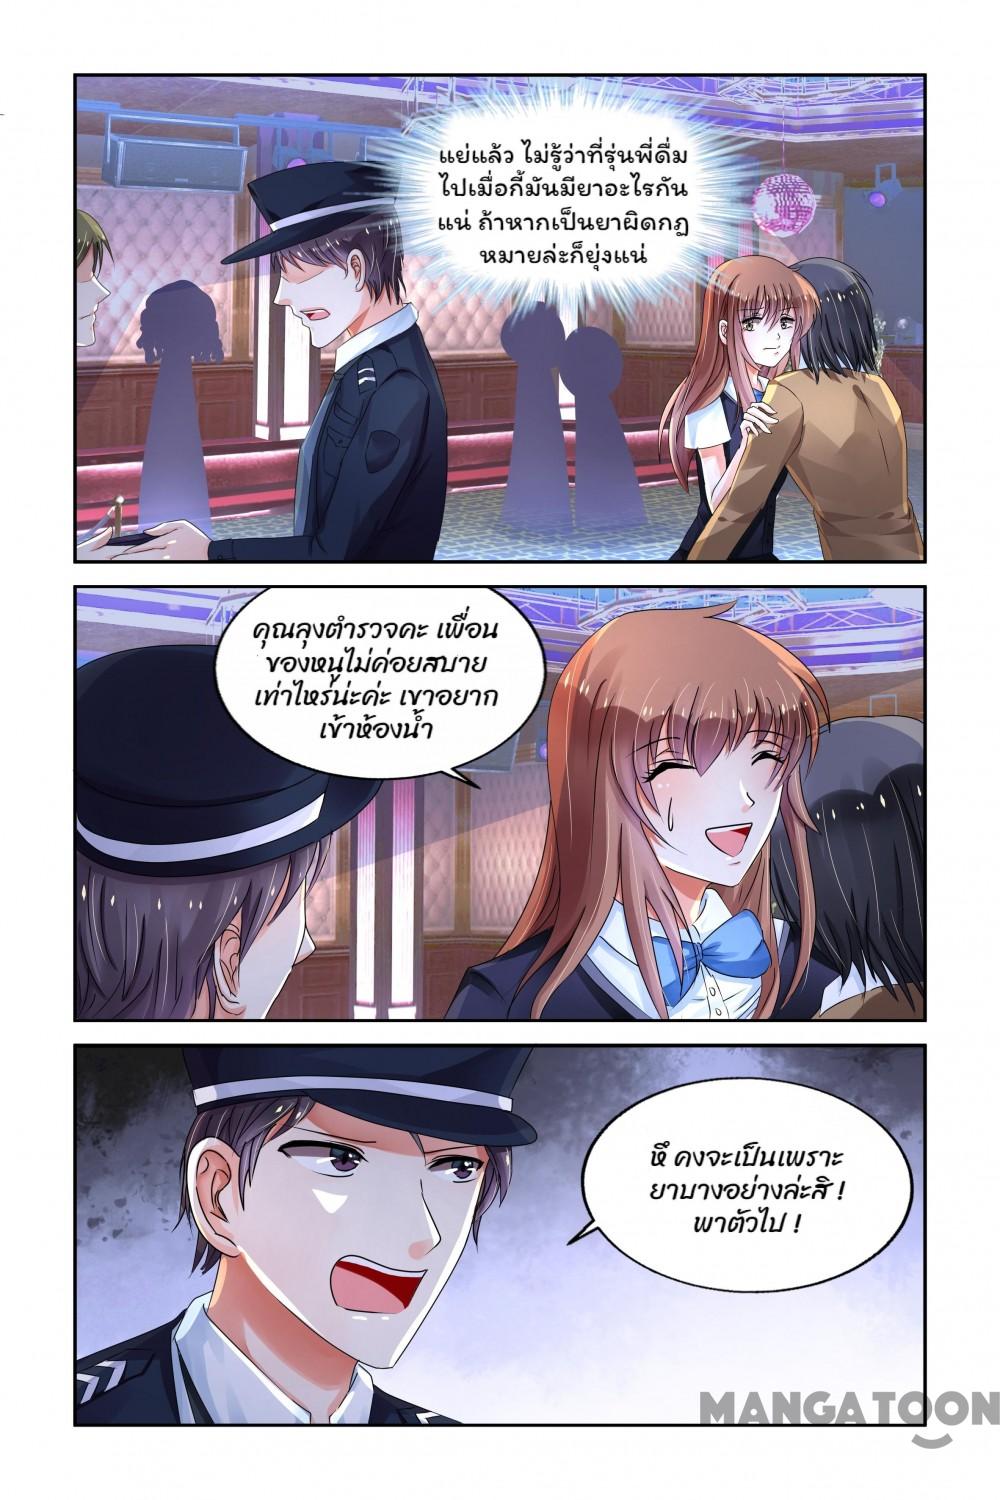 แย่แล้ว ไม่รู้ว่าที่รุ่นพี่ดื่ม
ไปเมื่อกี้มันมียาอะไรกัน
แน่ ถ้าหากเป็นยาผิดกฎ
หมายล่ะก็ยุ่งแน่
คุณลุงตำรวจคะ เพื่อน
ของหนูไม่ค่อยสบาย
เท่าไหร่น่ะค่ะ เขาอยาก
เข้าห้องน้ำ
หึ คงจะเป็นเพราะ
ยาบางอย่างล่ะสิ !
พาตัวไป !
MANGATOON